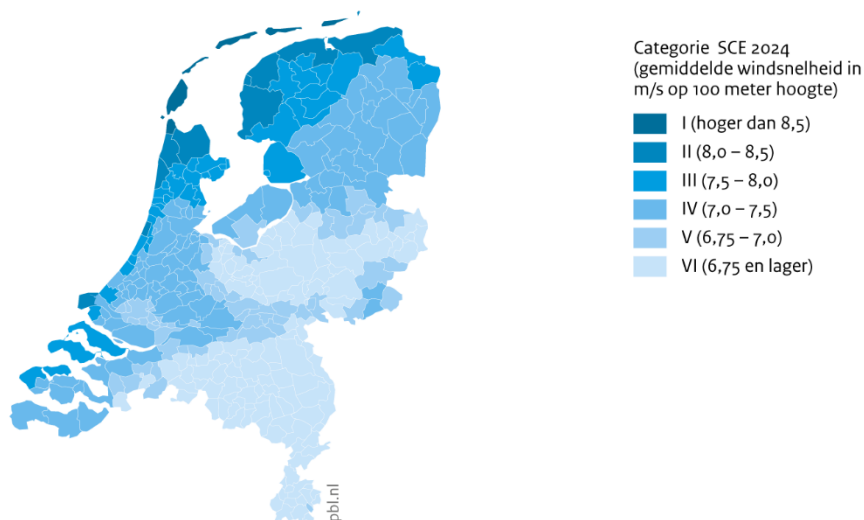 Categorie SCE 2024
(gemiddelde windsnelheid in
m/s op 100 meter hoogte)
I (hoger dan 8,5)
II (8,0 – 8,5)
III (7,5 – 8,0)
IV (7,0 – 7,5)
V (6,75 – 7,0)
VI (6,75 en lager)
pbl.nl